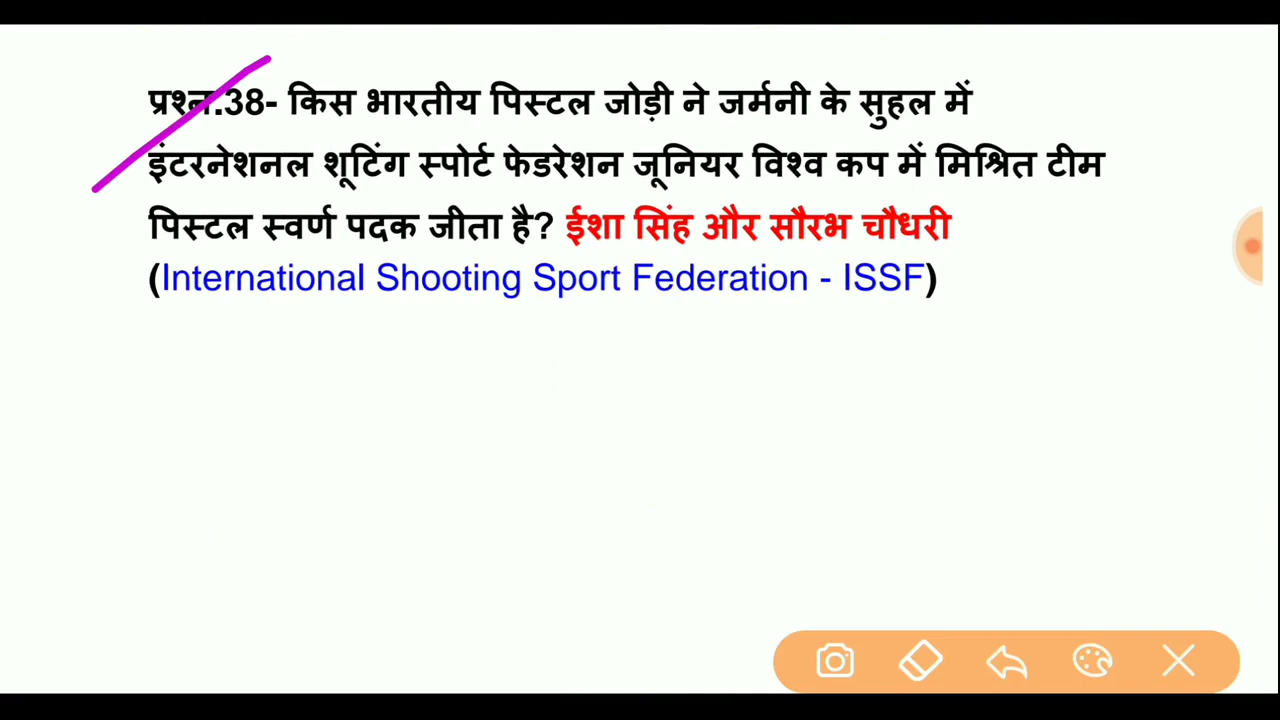 प्रश्न.38- किस भारतीय पिस्टल जोड़ी ने जर्मनी के सुहल में
इंटरनेशनल शूटिंग स्पोर्ट फेडरेशन जूनियर विश्व कप में मिश्रित टीम
पिस्टल स्वर्ण पदक जीता है? ईशा सिंह और सौरभ चौधरी
(International Shooting Sport Federation - ISSF)